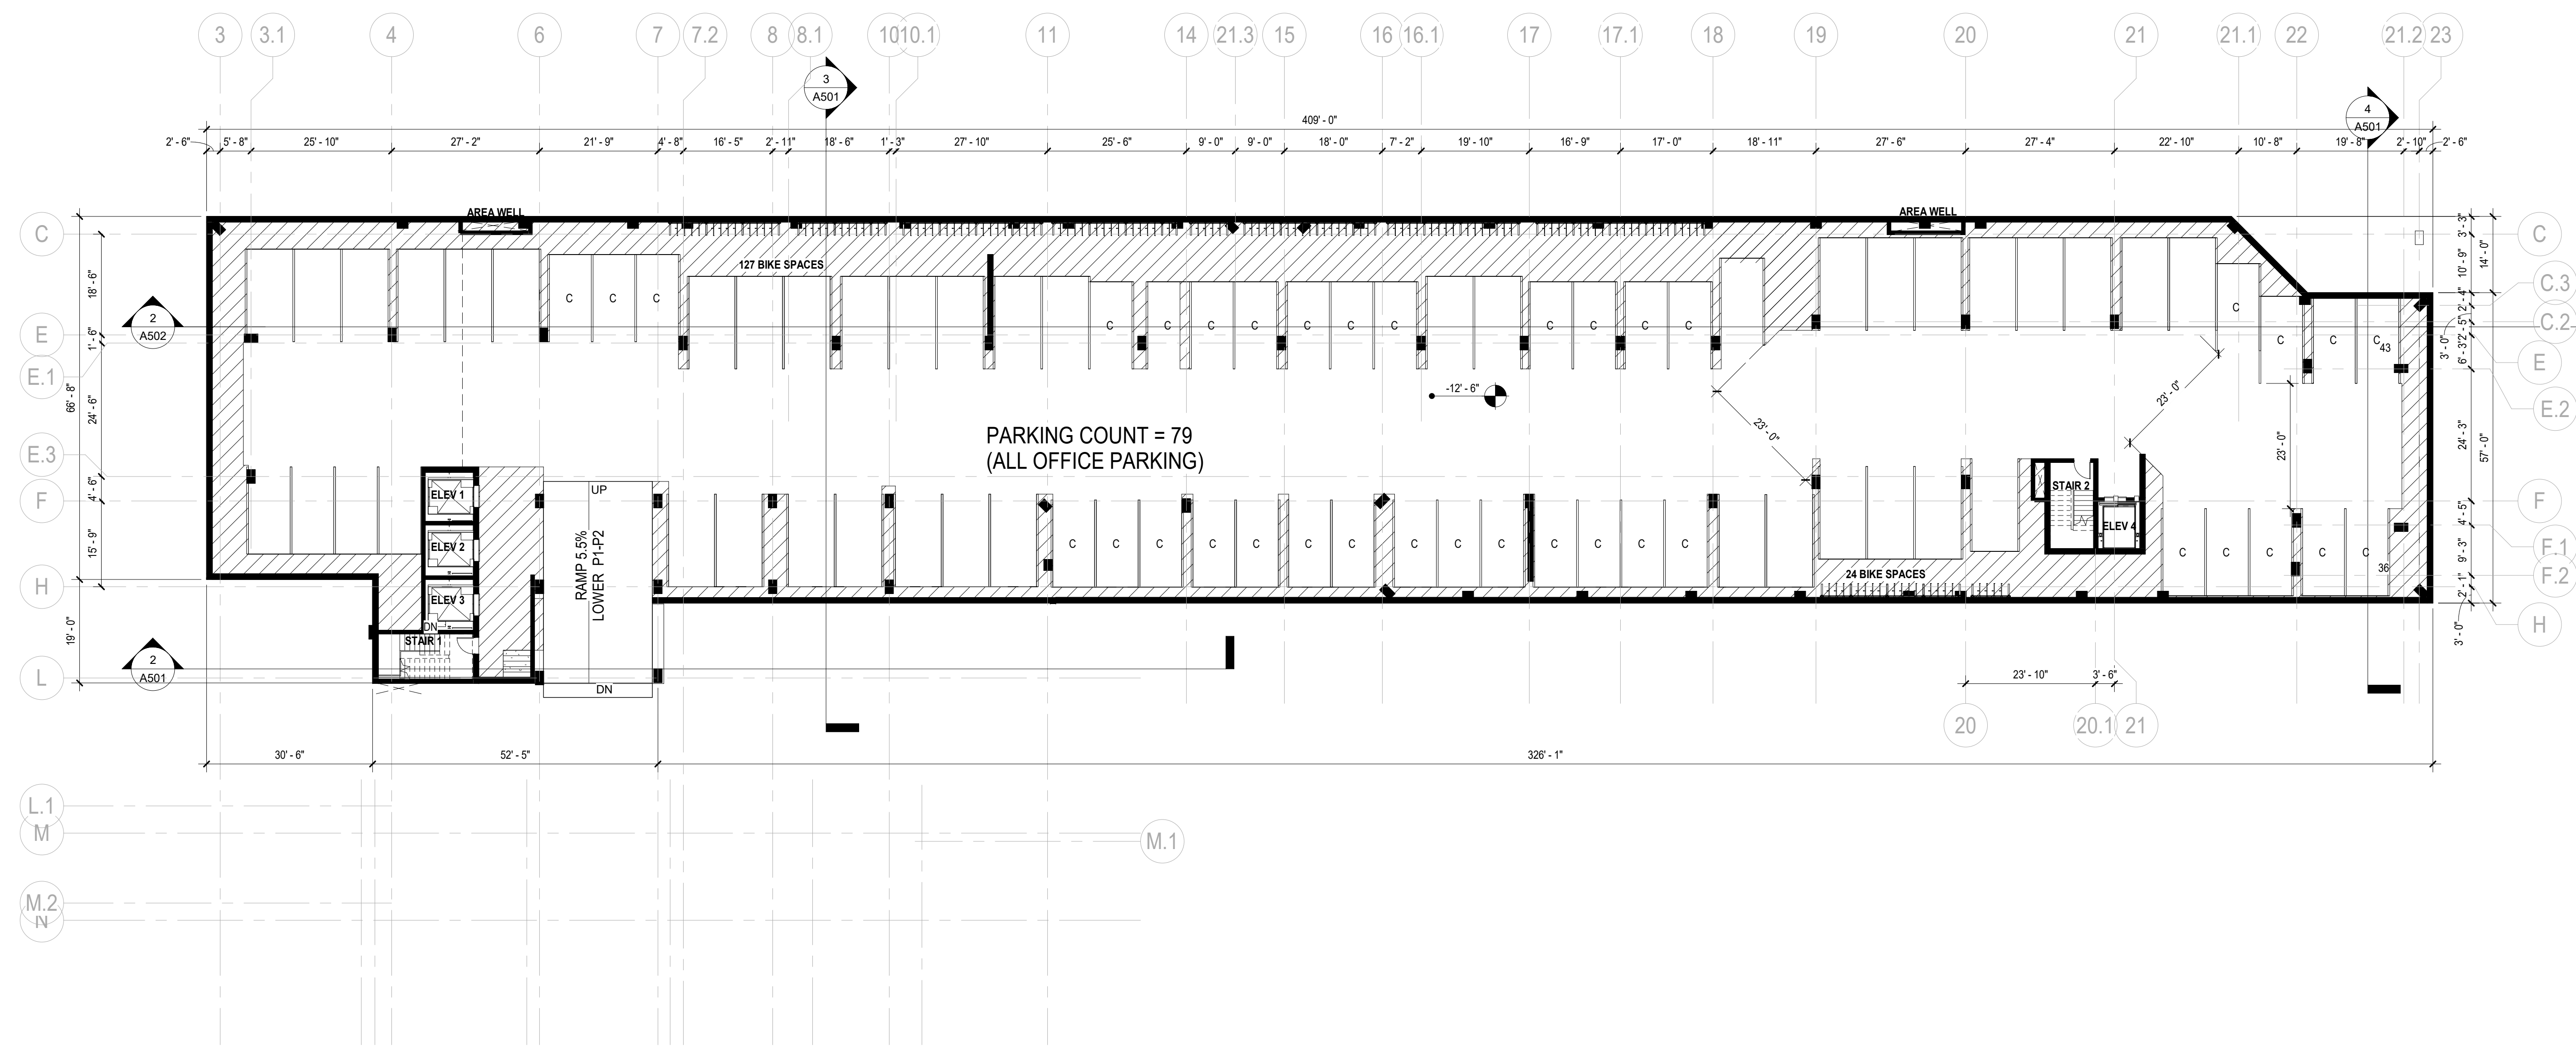 3 3.1 4 6 7 7.2 8 8.1 10 10.1 11 14 21.3 15 16 16.1 17 17.1 18 19 20 21 21.1 22 21.2 23
3
A501
4
A501
409' - 0"
2' - 6" 5' - 8" 25' - 10" 27' - 2" 21' - 9" 4' - 8" 16' - 5" 2' - 11" 18' - 6" 1' - 3" 27' - 10" 25' - 6" 9' - 0" 9' - 0" 18' - 0" 7' - 2" 19' - 10" 16' - 9" 17' - 0" 18' - 11" 27' - 6" 27' - 4" 22' - 10" 10' - 8" 19' - 8" 2' - 10" 2' - 6"
AREA WELL
AREA WELL
C
C
127 BIKE SPACES
18' - 6"
3' - 3"
10' - 9"
14' - 0"
C.3
C C C
C
2
A502
C C C C C C C C C C C
C C C
43
2' - 4"
2' - 5"
C.2
E
1' - 6"
E
E.1
3' - 0"
6' - 3"
66' - 8"
24' - 6"
-12' - 6"
23' - 0"
23' - 0"
23' - 0"
E.2
PARKING COUNT = 79
(ALL OFFICE PARKING)
24' - 3"
57' - 0"
E.3
4' - 6"
F
UP
ELEV 1
STAIR 2
F
ELEV 4
4' - 5"
ELEV 2
RAMP 5.5%
LOWER P1-P2
C C C C C C C C C C C C C C
C C C C C
36
15' - 9"
9' - 3"
F.1
F.2
H
24 BIKE SPACES
2' - 1"
ELEV 3
DN
STAIR 1
H
3' - 0"
19' - 0"
2
A501
L
DN
23' - 10" 3' - 6"
20 20.1 21
30' - 6" 52' - 5" 326' - 1"
L.1
M
M.1
M.2
N